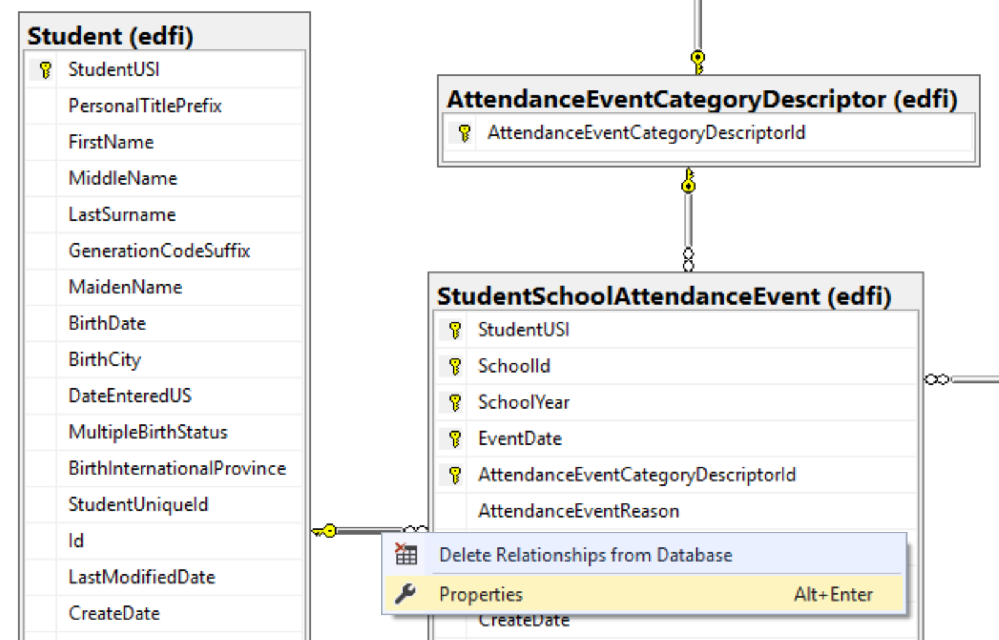 Student (edfi)
StudentUSI
PersonalTitlePrefix
FirstName
MiddleName
LastSurname
GenerationCodeSuffix
MaidenName
BirthDate
BirthCity
DateEnteredUS
MultipleBirthStatus
BirthInternationalProvince
StudentUniqueId
Id
LastModifiedDate
CreateDate
AttendanceEventCategoryDescriptor (edfi)
AttendanceEventCategoryDescriptorId
StudentSchoolAttendanceEvent (edfi)
StudentUSI
SchoolId
SchoolYear
EventDate
AttendanceEventCategoryDescriptorId
AttendanceEventReason
Delete Relationships from Database
Properties Alt+Enter
CreateDate